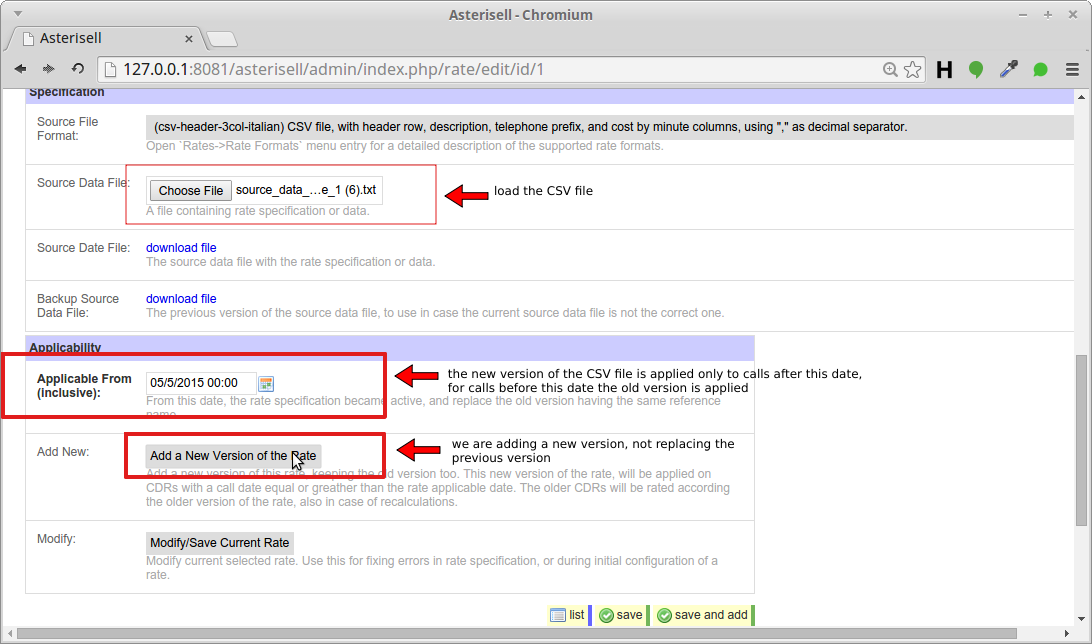 Asterisell - Chromium
Asterisell
127.0.0.1:8081/asterisell/admin/index.php/rate/edit/id/1
H
Specification
Source File Format:
(csv-header-3col-italian) CSV file, with header row, description, telephone prefix, and cost by minute columns, using "," as decimal separator.
Open `Rates->Rate Formats` menu entry for a detailed description of the supported rate formats.
Source Data File:
Choose File source_data_...e_1 (6).txt
A file containing rate specification or data.
load the CSV file
Source Date File:
download file
The source data file with the rate specification or data.
Backup Source Data File:
download file
The previous version of the source data file, to use in case the current source data file is not the correct one.
Applicability
Applicable From (inclusive):
05/5/2015 00:00
From this date, the rate specification became active, and replace the old version having the same reference
name.
the new version of the CSV file is applied only to calls after this date,
for calls before this date the old version is applied
Add New:
Add a New Version of the Rate
Add a new version of this rate, keeping the old version too. This new version of the rate, will be applied on
CDRs with a call date equal or greather than the rate applicable date. The older CDRs will be rated according
the older version of the rate, also in case of recalculations.
we are adding a new version, not replacing the
previous version
Modify:
Modify/Save Current Rate
Modify current selected rate. Use this for fixing errors in rate specification, or during initial configuration of a
rate.
list save save and add